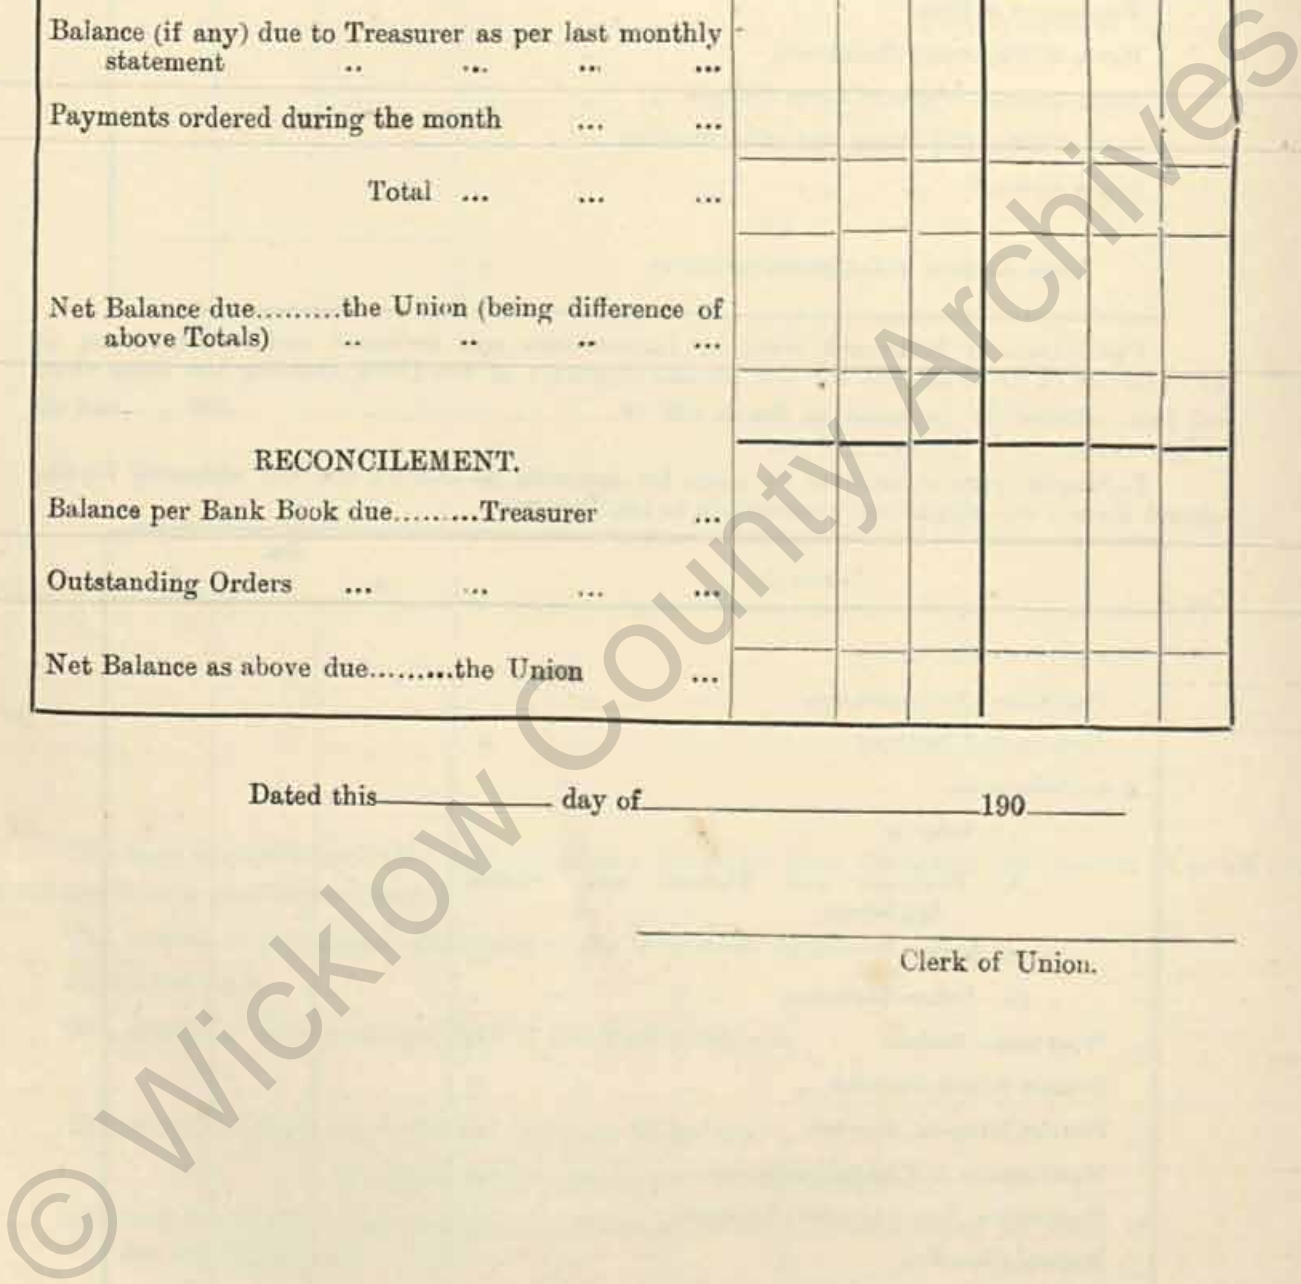 Balance (if any) due to Treasurer as per last monthly
statement .. ... ... ...
Payments ordered during the month ... ...
Total ... ... ...
Net Balance due.........the Union (being difference of
above Totals) .. .. .. ...
RECONCILEMENT.
Balance per Bank Book due.........Treasurer ...
Outstanding Orders ... ... ... ...
Net Balance as above due.........the Union ...
Dated this day of 190
Clerk of Union.
© Wicklow County Archives